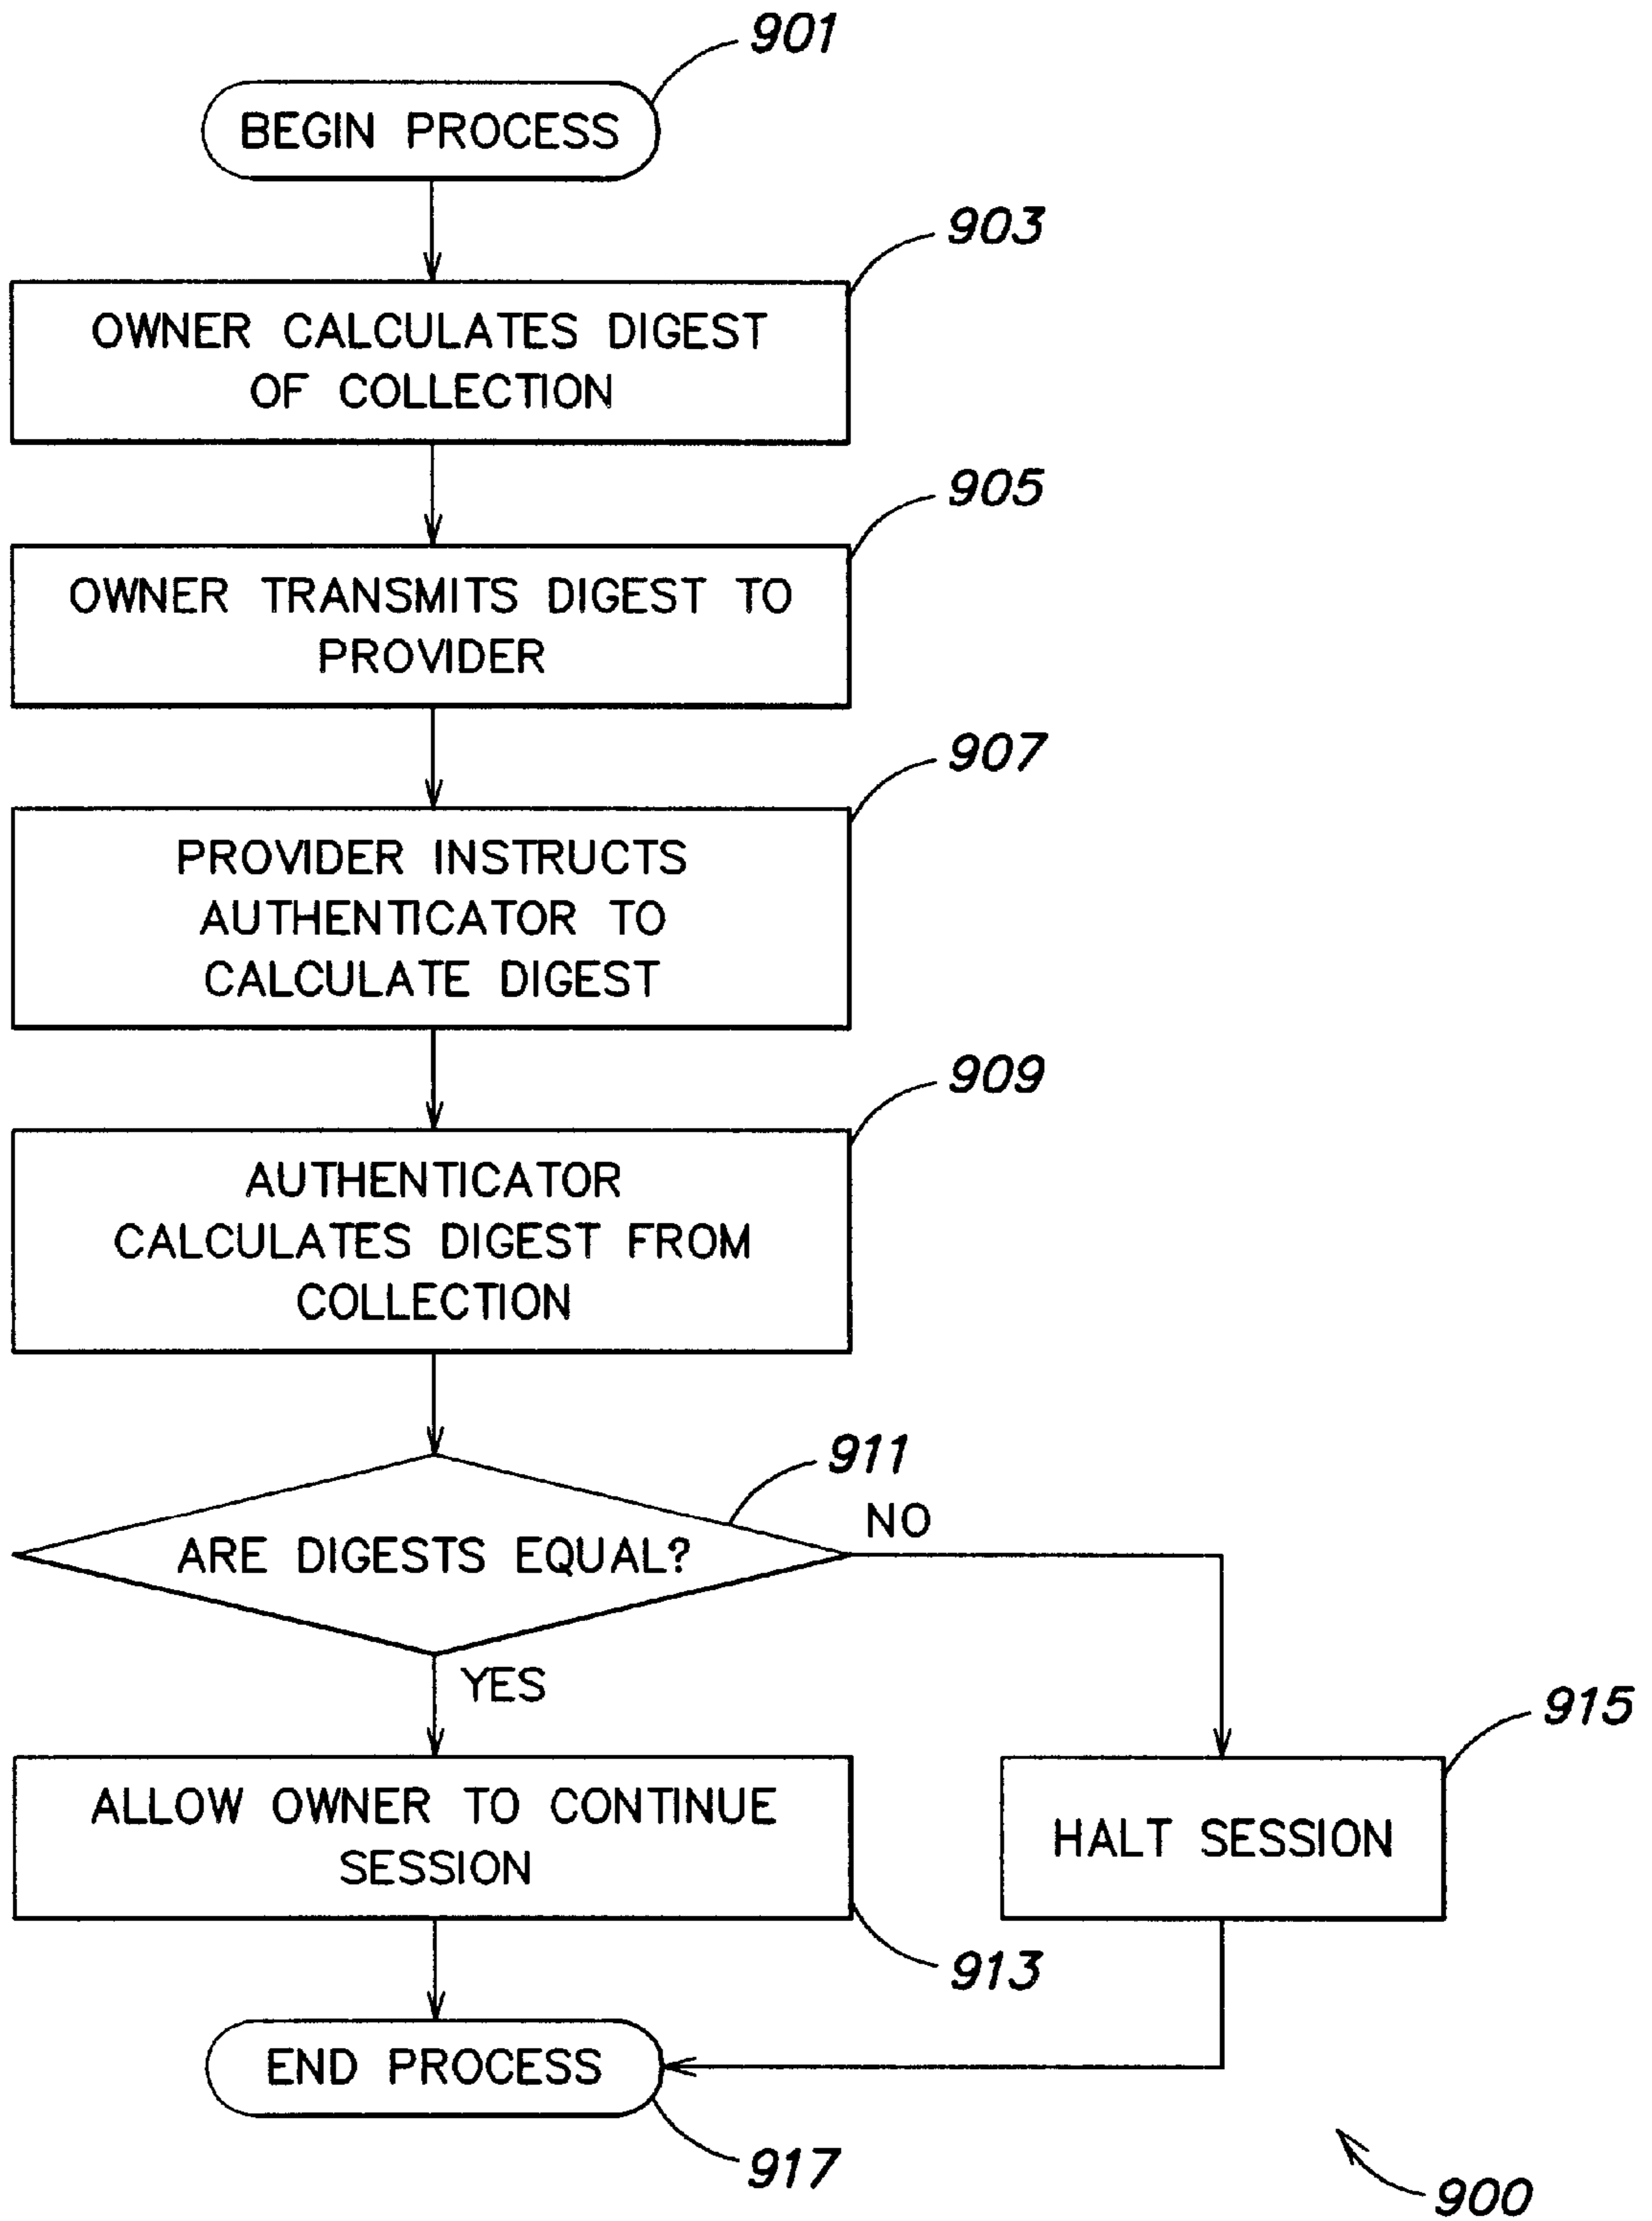 901
BEGIN PROCESS
903
OWNER CALCULATES DIGEST
OF COLLECTION
905
OWNER TRANSMITS DIGEST TO
PROVIDER
907
PROVIDER INSTRUCTS
AUTHENTICATOR TO
CALCULATE DIGEST
909
AUTHENTICATOR
CALCULATES DIGEST FROM
COLLECTION
911
NO
ARE DIGESTS EQUAL?
YES
915
ALLOW OWNER TO CONTINUE
SESSION
HALT SESSION
913
END PROCESS
917
900